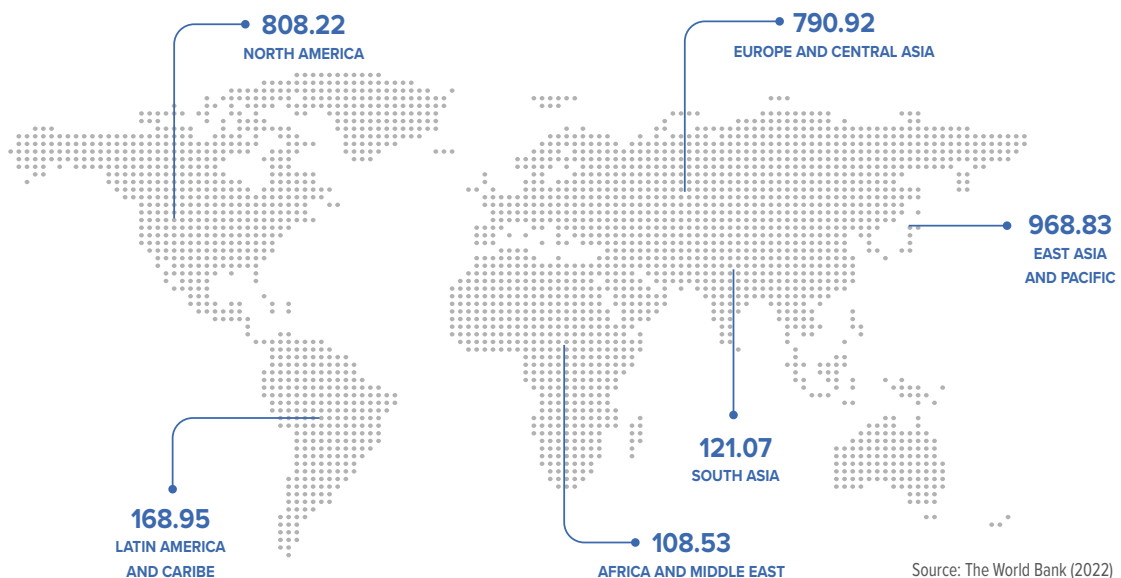 808.22
NORTH AMERICA
790.92
EUROPE AND CENTRAL ASIA
968.83
EAST ASIA
AND PACIFIC
121.07
SOUTH ASIA
168.95
LATIN AMERICA
AND CARIBE
108.53
AFRICA AND MIDDLE EAST
Source: The World Bank (2022)